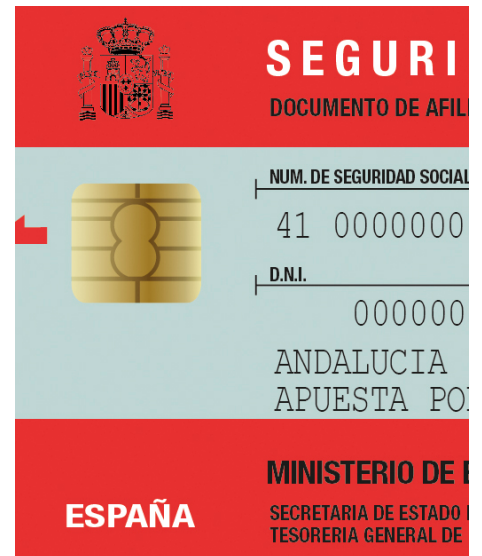 SEGURI
DOCUMENTO DE AFILI
NUM. DE SEGURIDAD SOCIAL
41 0000000
D.N.I.
000000
ANDALUCIA
APUESTA PO
MINISTERIO DE
ESPAÑA
SECRETARIA DE ESTADO
TESORERIA GENERAL DE